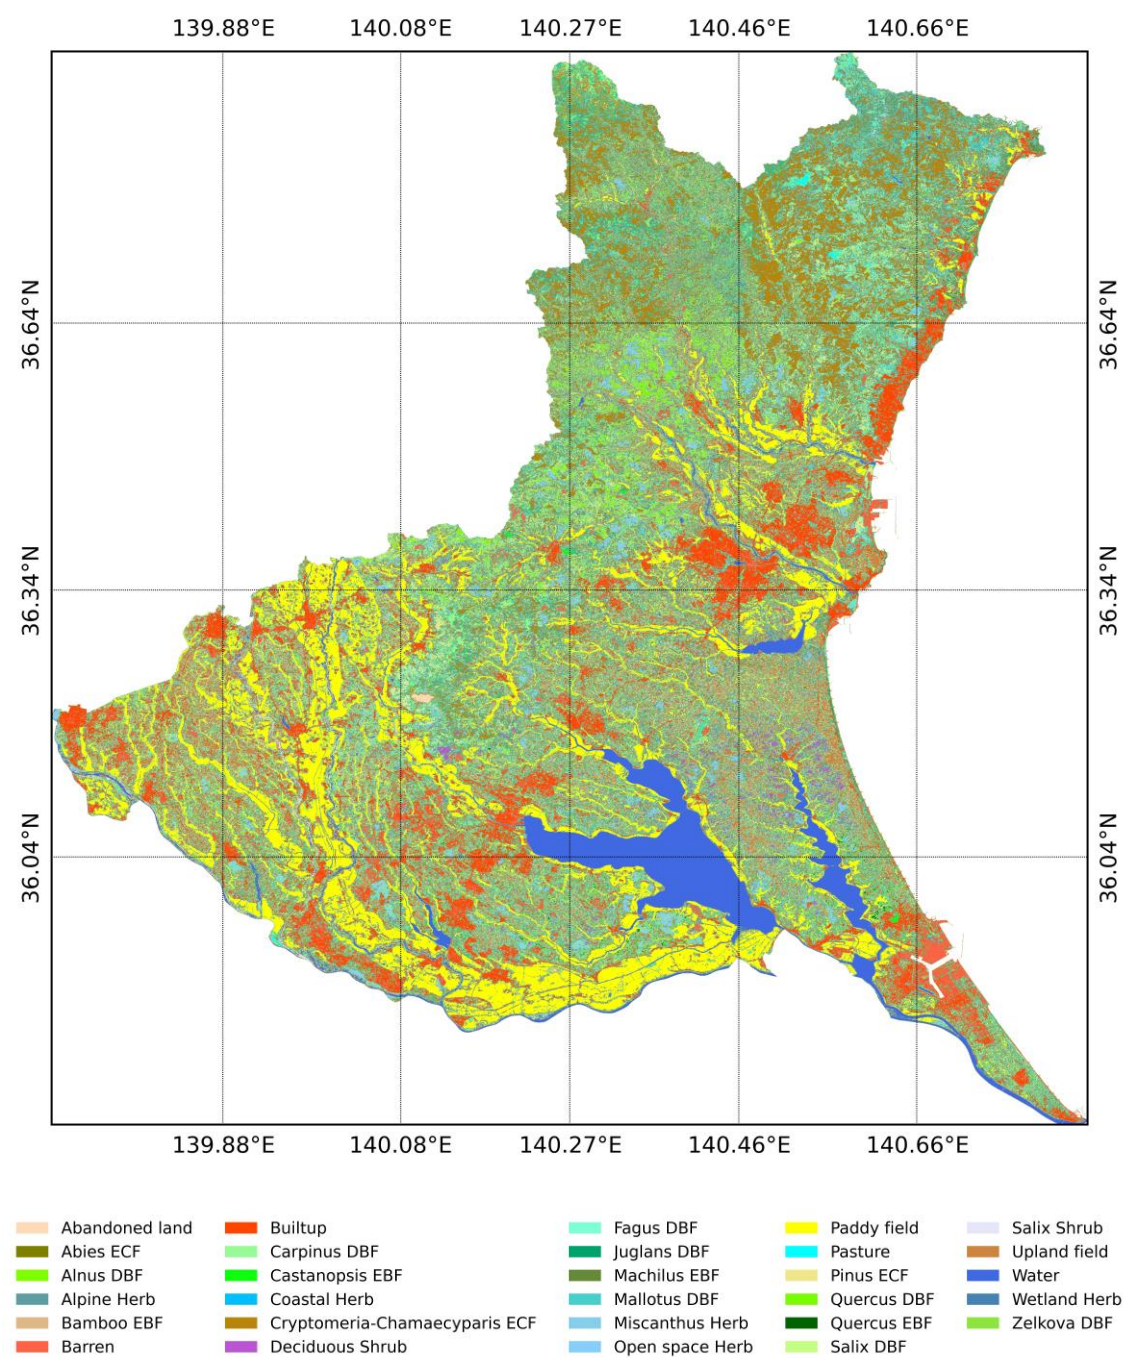 139.88°E 140.08°E 140.27°E 140.46°E 140.66°E
36.64°N 36.64°N
36.34°N 36.34°N
36.04°N 36.04°N
139.88°E 140.08°E 140.27°E 140.46°E 140.66°E
Abandoned land Builtup Fagus DBF Paddy field Salix Shrub
Abies ECF Carpinus DBF Juglans DBF Pasture Upland field
Alnus DBF Castanopsis EBF Machilus EBF Pinus ECF Water
Alpine Herb Coastal Herb Mallotus DBF Quercus DBF Wetland Herb
Bamboo EBF Cryptomeria-Chamaecyparis ECF Miscanthus Herb Quercus EBF Zelkova DBF
Barren Deciduous Shrub Open space Herb Salix DBF